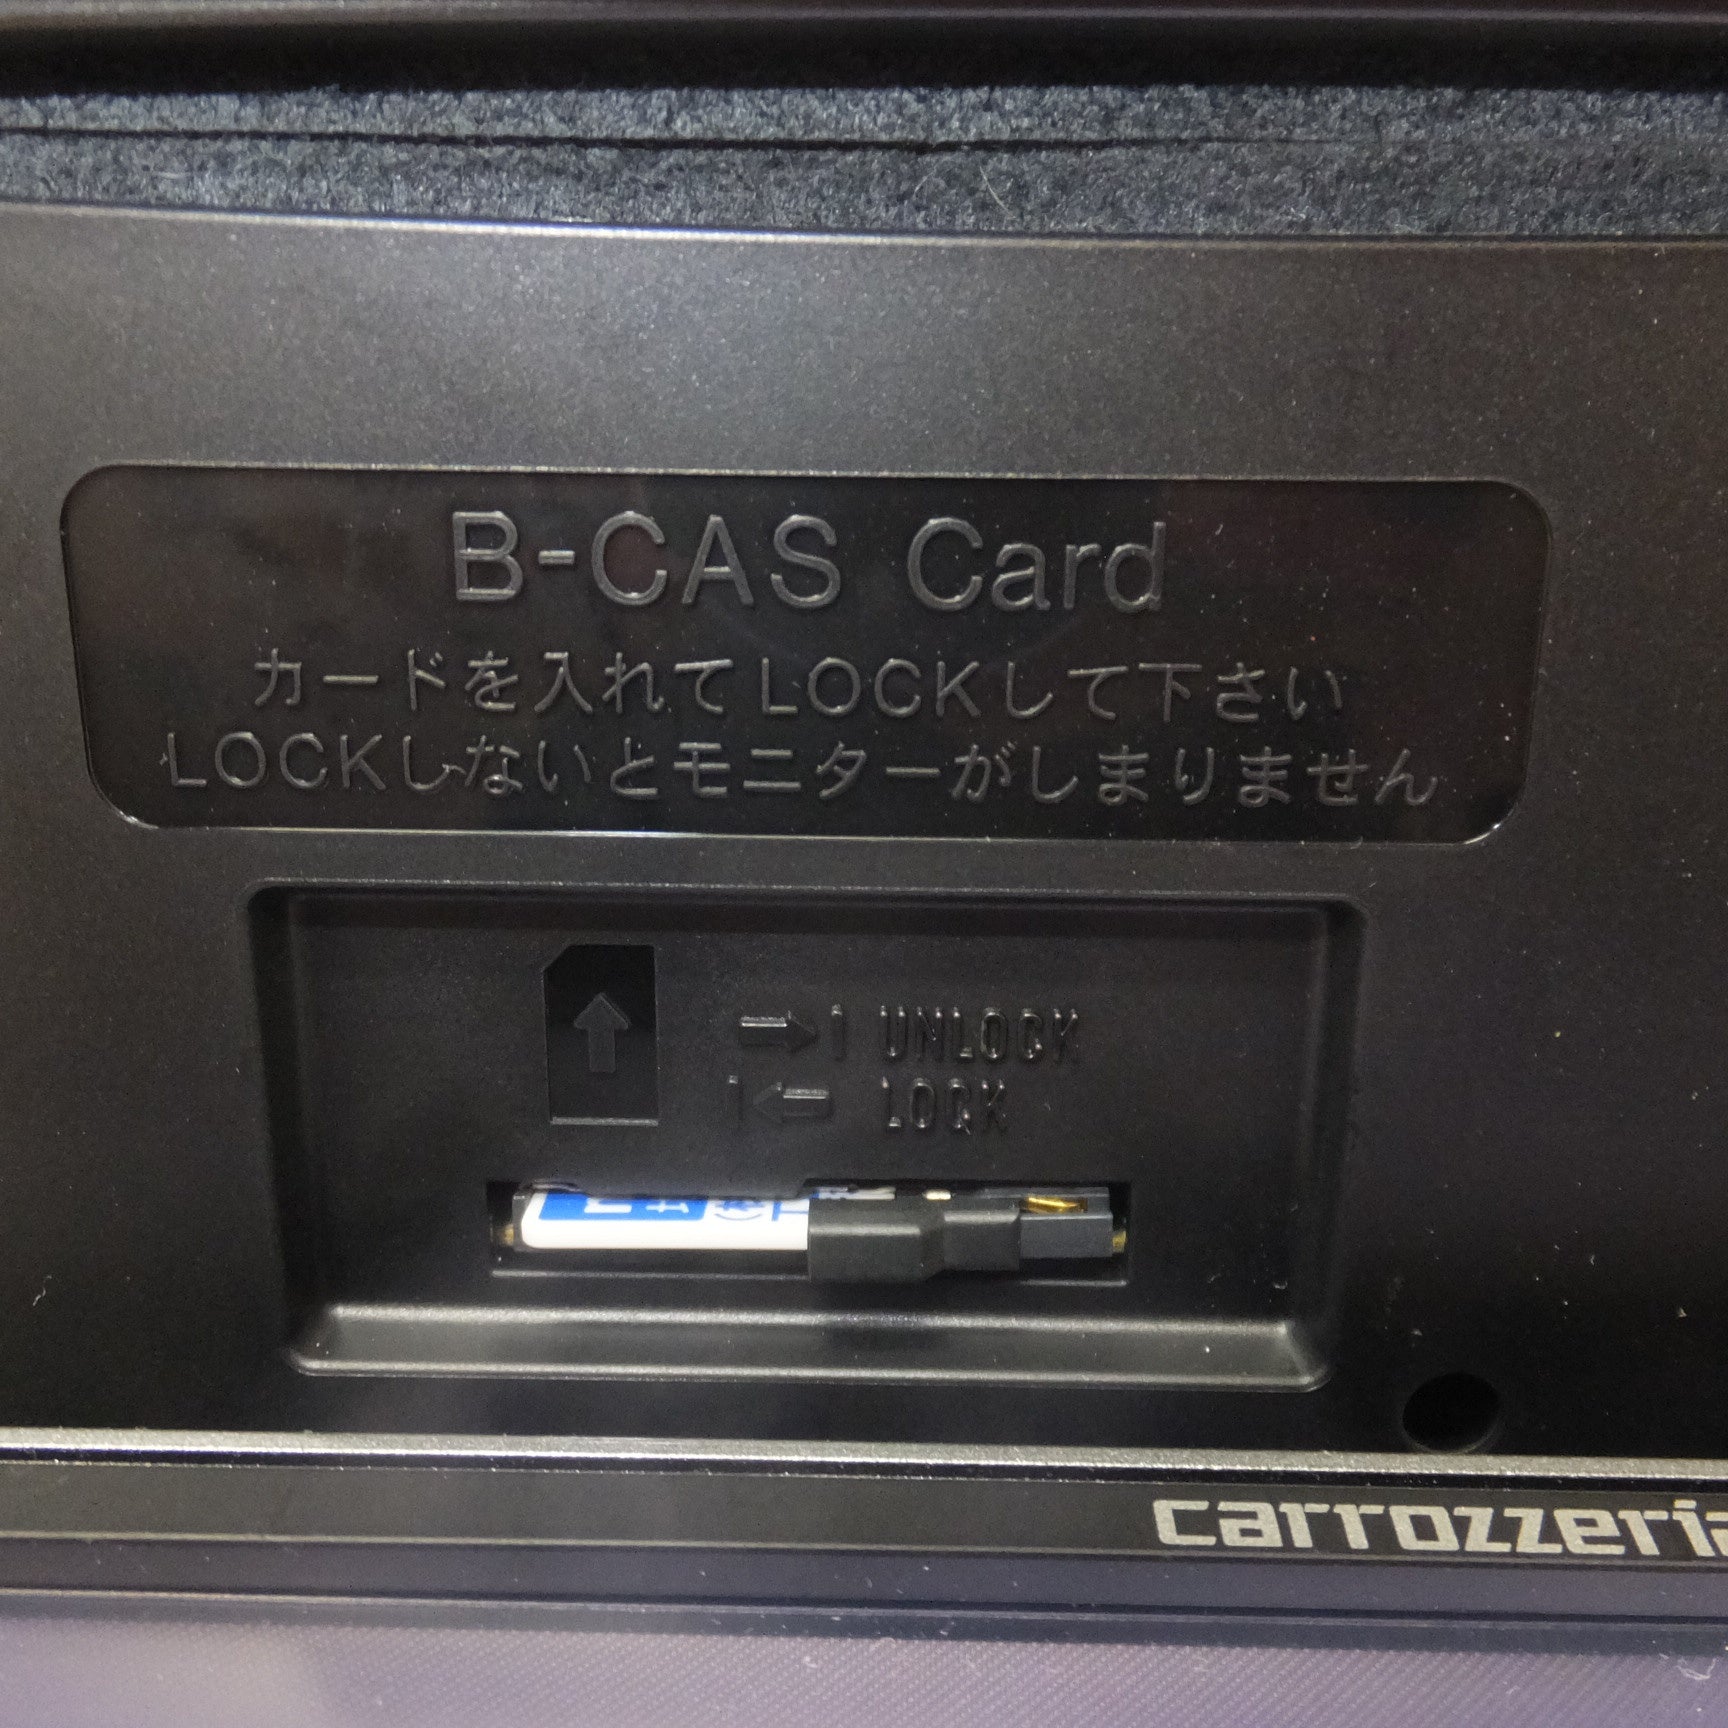 B-CAS Card
カードを入れてLOCKして下さい
LOCKしないとモニターがしまりません
UNLOCK
LOCK
carrozzeria